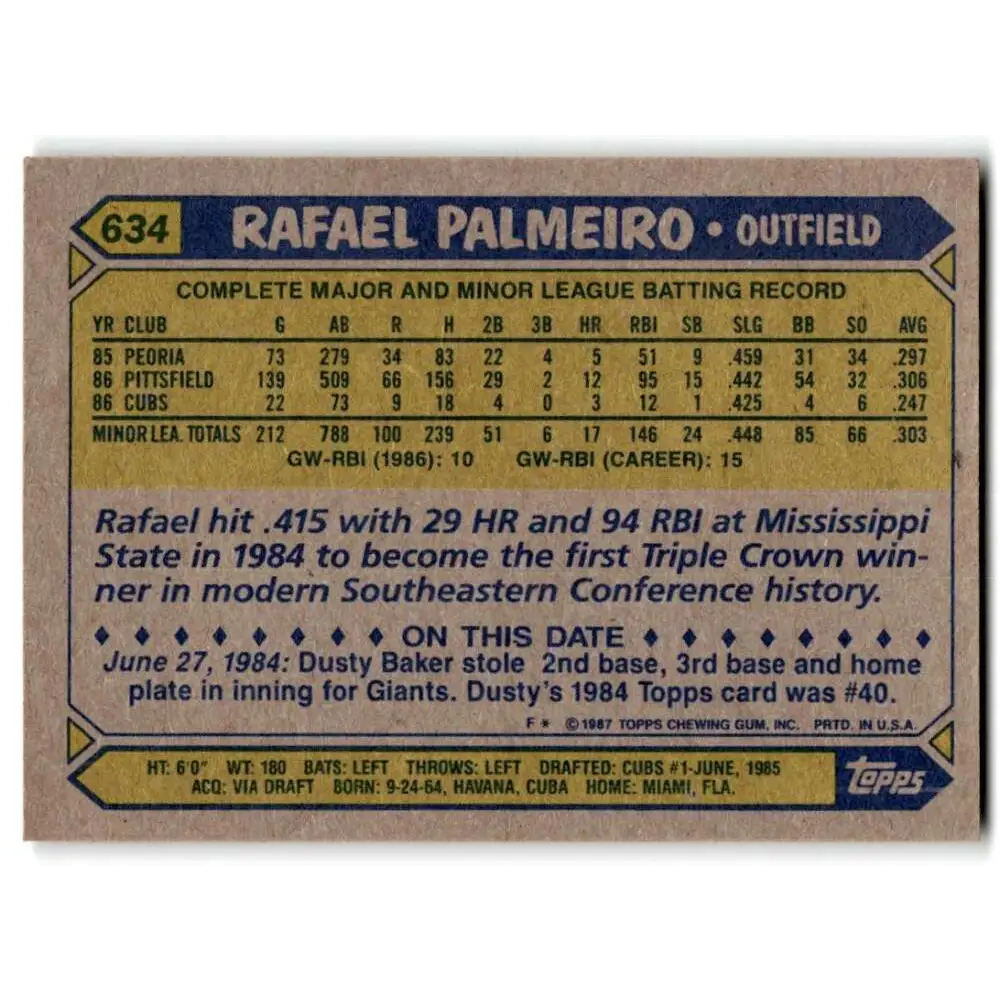 634 RAFAEL PALMEIRO • OUTFIELD
COMPLETE MAJOR AND MINOR LEAGUE BATTING RECORD
YR CLUB G AB R H 2B 3B HR RBI SB SLG BB SO AVG
85 PEORIA 73 279 34 83 22 4 5 51 9 .459 31 34 .297
86 PITTSFIELD 139 509 66 156 29 2 12 95 15 .442 54 32 .306
86 CUBS 22 73 9 18 4 0 3 12 1 .425 4 6 .247
MINOR LEA. TOTALS 212 788 100 239 51 6 17 146 24 .448 85 66 .303
GW-RBI (1986): 10 GW-RBI (CAREER): 15
Rafael hit .415 with 29 HR and 94 RBI at Mississippi
State in 1984 to become the first Triple Crown win-
ner in modern Southeastern Conference history.
ON THIS DATE
June 27, 1984: Dusty Baker stole 2nd base, 3rd base and home
plate in inning for Giants. Dusty's 1984 Topps card was #40.
F * © 1987 TOPPS CHEWING GUM, INC. PRTD. IN U.S.A.
HT: 6'0" WT: 180 BATS: LEFT THROWS: LEFT DRAFTED: CUBS #1-JUNE, 1985
ACQ: VIA DRAFT BORN: 9-24-64, HAVANA, CUBA HOME: MIAMI, FLA.
Topps